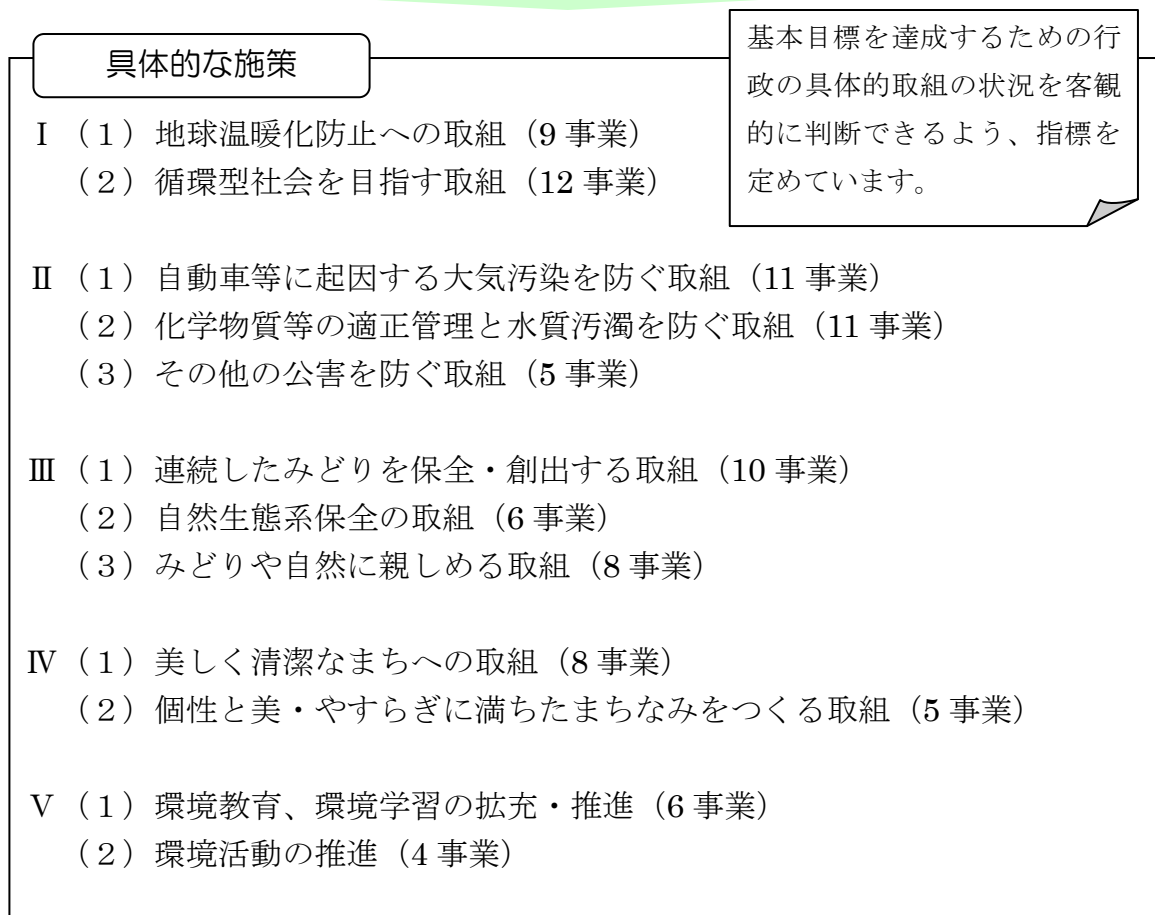 具体的な施策
基本目標を達成するための行
政の具体的取組の状況を客観
的に判断できるよう、指標を
定めています。
Ⅰ（１）地球温暖化防止への取組（9 事業）
（２）循環型社会を目指す取組（12 事業）
Ⅱ（１）自動車等に起因する大気汚染を防ぐ取組（11 事業）
（２）化学物質等の適正管理と水質汚濁を防ぐ取組（11 事業）
（３）その他の公害を防ぐ取組（5 事業）
Ⅲ（１）連続したみどりを保全・創出する取組（10 事業）
（２）自然生態系保全の取組（6 事業）
（３）みどりや自然に親しめる取組（8 事業）
Ⅳ（１）美しく清潔なまちへの取組（8 事業）
（２）個性と美・やすらぎに満ちたまちなみをつくる取組（5 事業）
Ⅴ（１）環境教育、環境学習の拡充・推進（6 事業）
（２）環境活動の推進（4 事業）